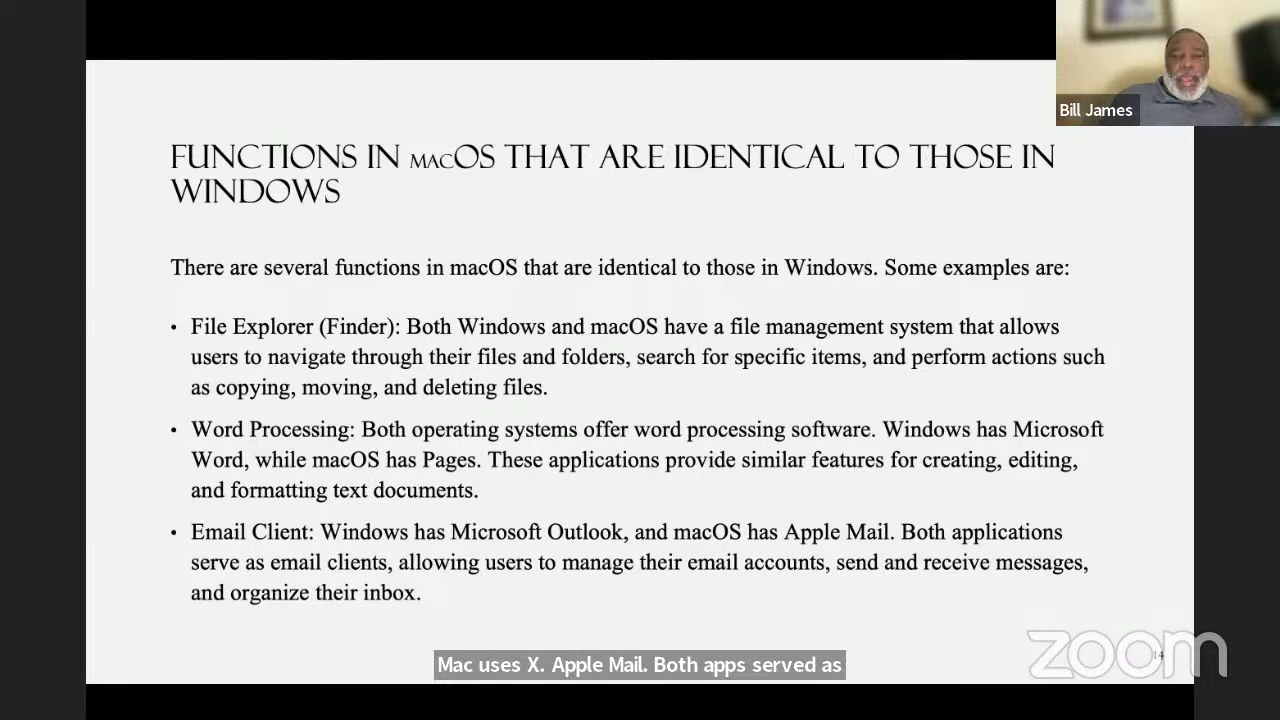 Bill James
FUNCTIONS IN MACOS THAT ARE IDENTICAL TO THOSE IN
WINDOWS
There are several functions in macOS that are identical to those in Windows. Some examples are:
• File Explorer (Finder): Both Windows and macOS have a file management system that allows
users to navigate through their files and folders, search for specific items, and perform actions such
as copying, moving, and deleting files.
• Word Processing: Both operating systems offer word processing software. Windows has Microsoft
Word, while macOS has Pages. These applications provide similar features for creating, editing,
and formatting text documents.
• Email Client: Windows has Microsoft Outlook, and macOS has Apple Mail. Both applications
serve as email clients, allowing users to manage their email accounts, send and receive messages,
and organize their inbox.
Mac uses X. Apple Mail. Both apps served as
zoom
14